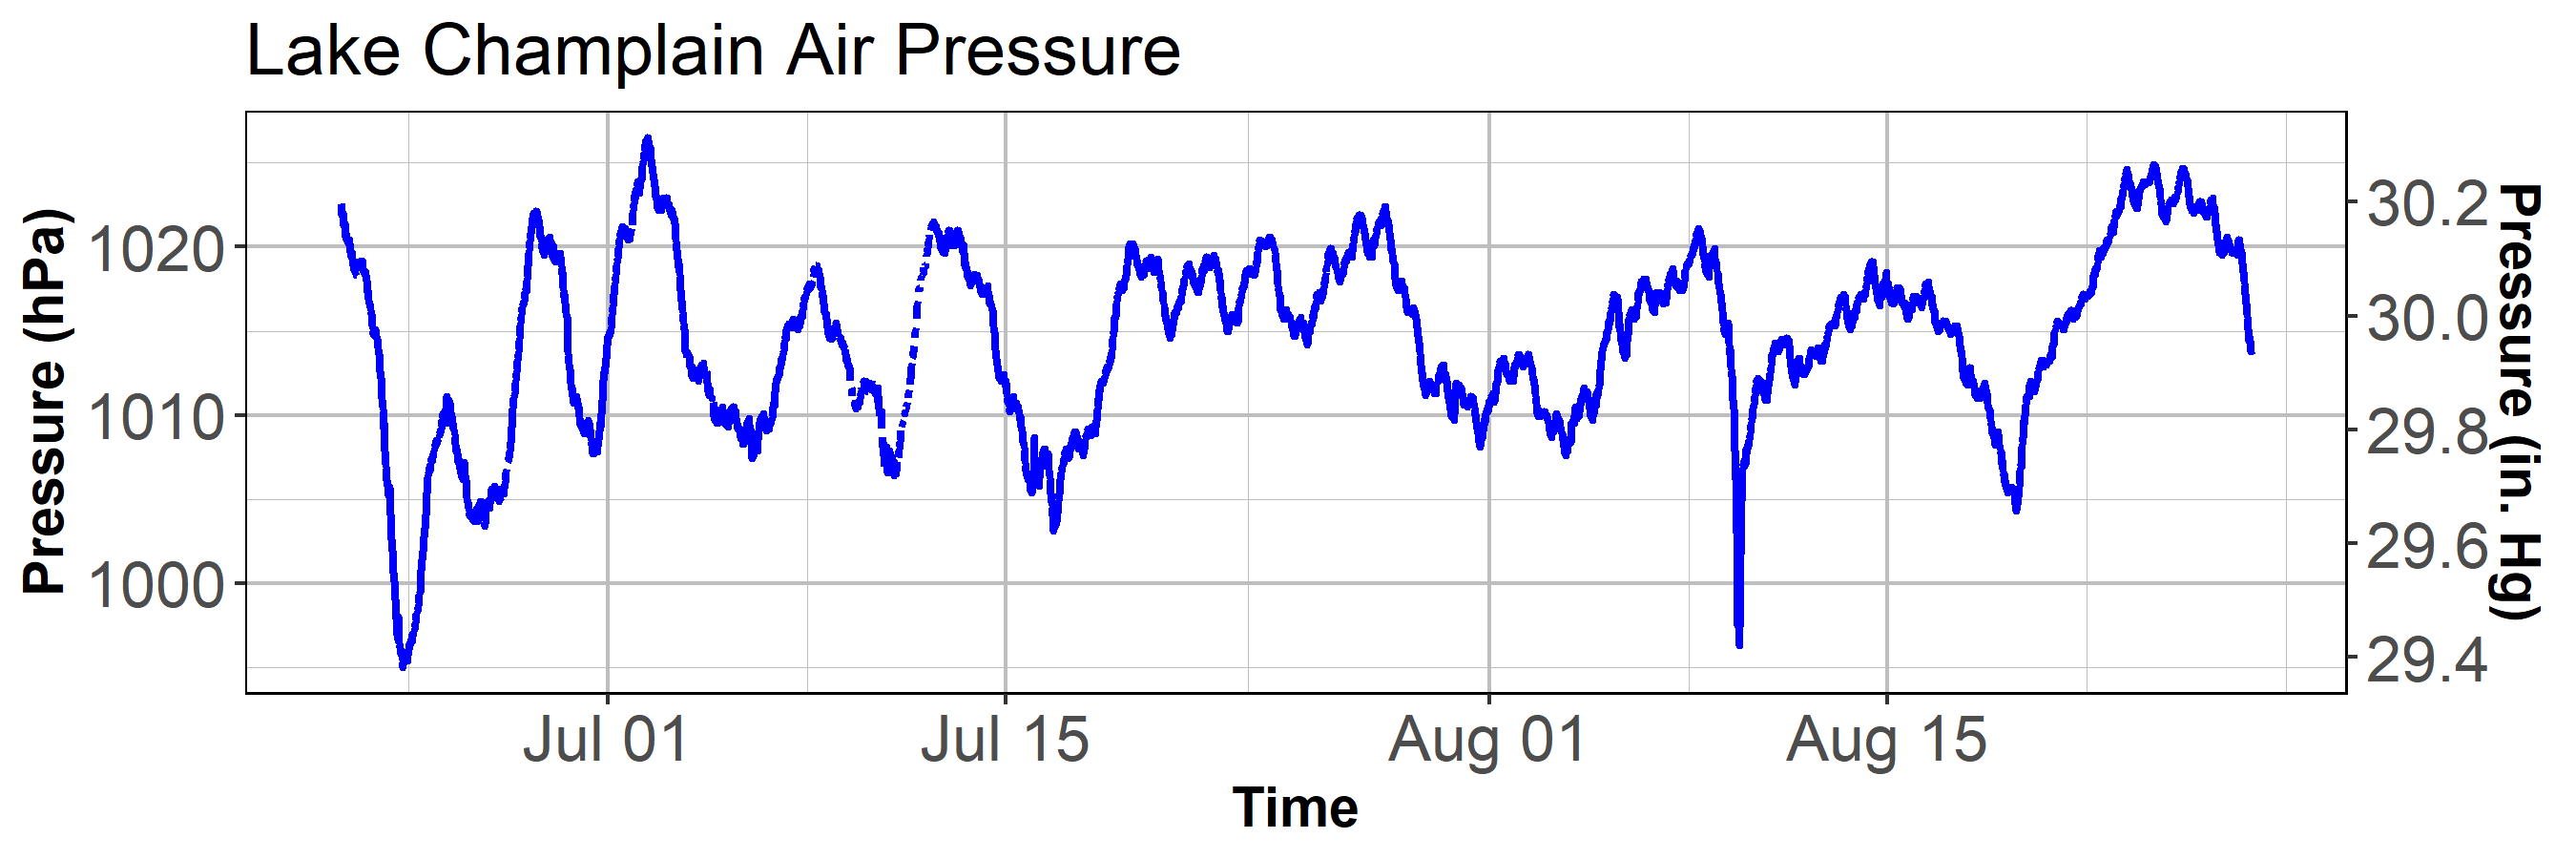 Lake Champlain Air Pressure
Pressure (hPa)
1020
1010
1000
30.2
30.0
29.8
29.6
29.4
Pressure (in. Hg)
Jul 01
Jul 15
Aug 01
Aug 15
Time